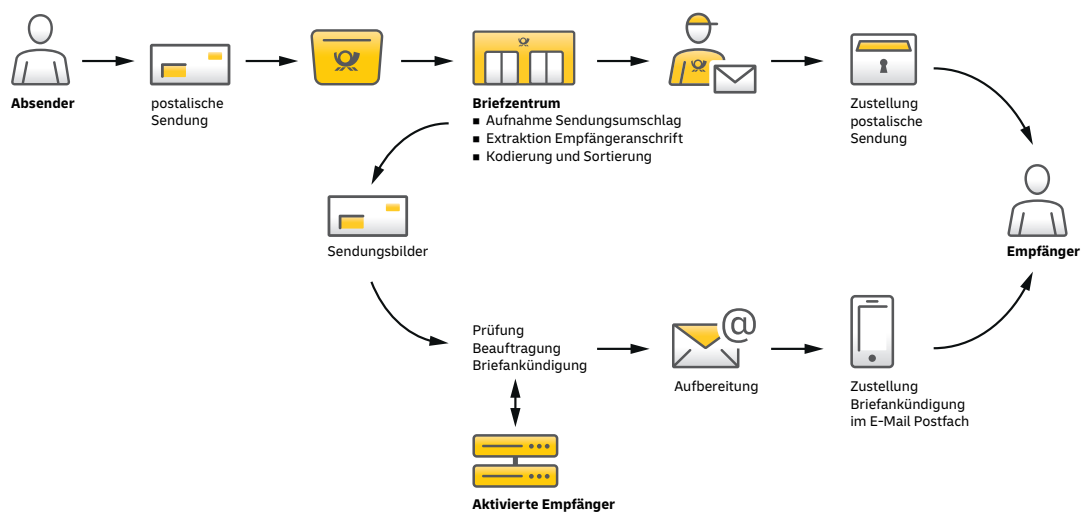 Absender
postalische
Sendung
Briefzentrum
▪ Aufnahme Sendungsumschlag
▪ Extraktion Empfängeranschrift
▪ Kodierung und Sortierung
Zustellung
postalische
Sendung
Sendungsbilder
Empfänger
Prüfung
Beauftragung
Briefankündigung
@
Aufbereitung
Zustellung
Briefankündigung
im E-Mail Postfach
Aktivierte Empfänger